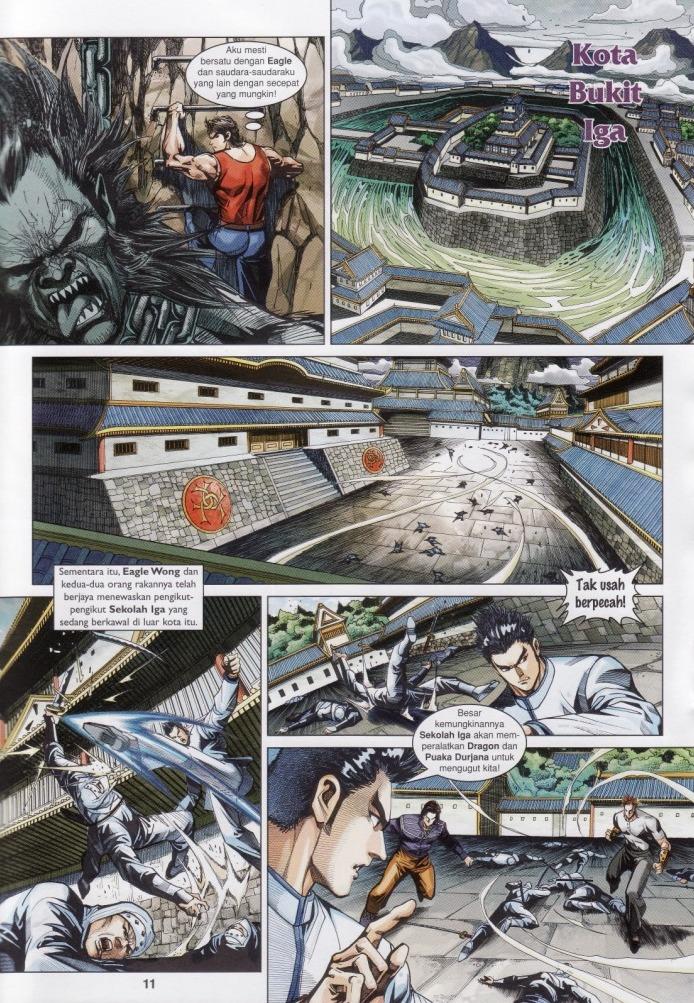 Aku mesti
bersatu dengan Eagle
dan saudara-saudaraku
yang lain dengan secepat
yang mungkin!
Kota
Bukit
Iga
Sementara itu, Eagle Wong dan
kedua-dua orang rakannya telah
berjaya menewaskan pengikut-
pengikut Sekolah Iga yang
sedang berkawal di luar kota itu.
Tak usah
berpecah!
Besar
kemungkinannya
Sekolah Iga akan mem-
peralatkan Dragon dan
Puaka Durjana untuk
mengugut kita!
11